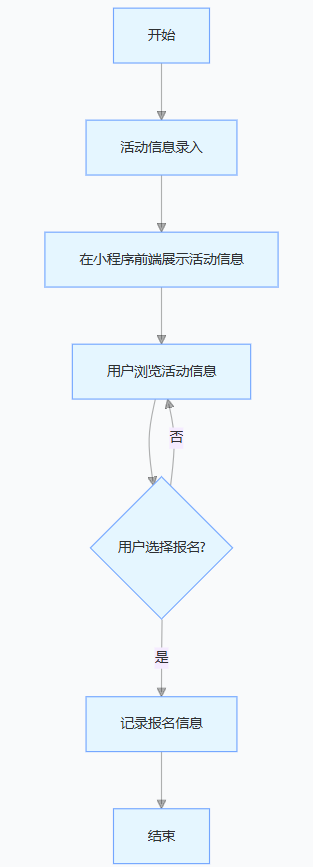 开始
活动信息录入
在小程序前端展示活动信息
用户浏览活动信息
否
用户选择报名?
是
记录报名信息
结束